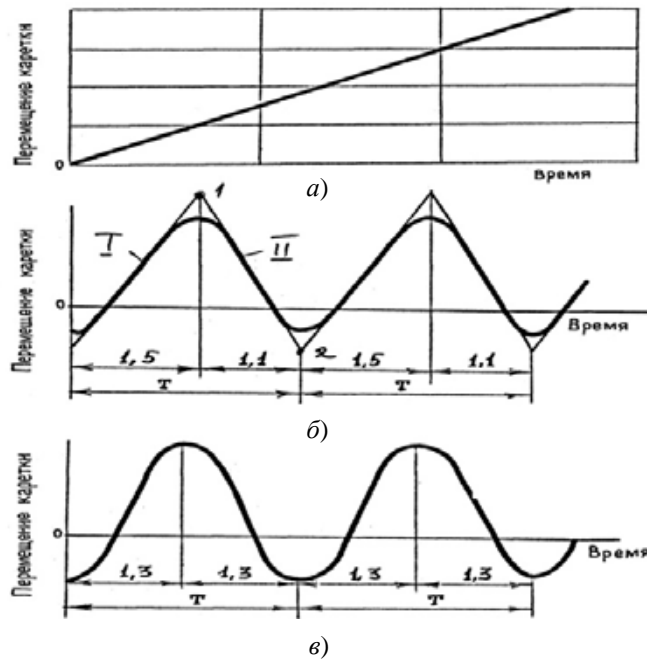 Перемещение каретки
0
Время
а)
Перемещение каретки
I
1
II
0
Время
2
1,5
1,1
1,5
1,1
Т
Т
б)
Перемещение каретки
0
Время
1,3
1,3
1,3
1,3
Т
Т
в)